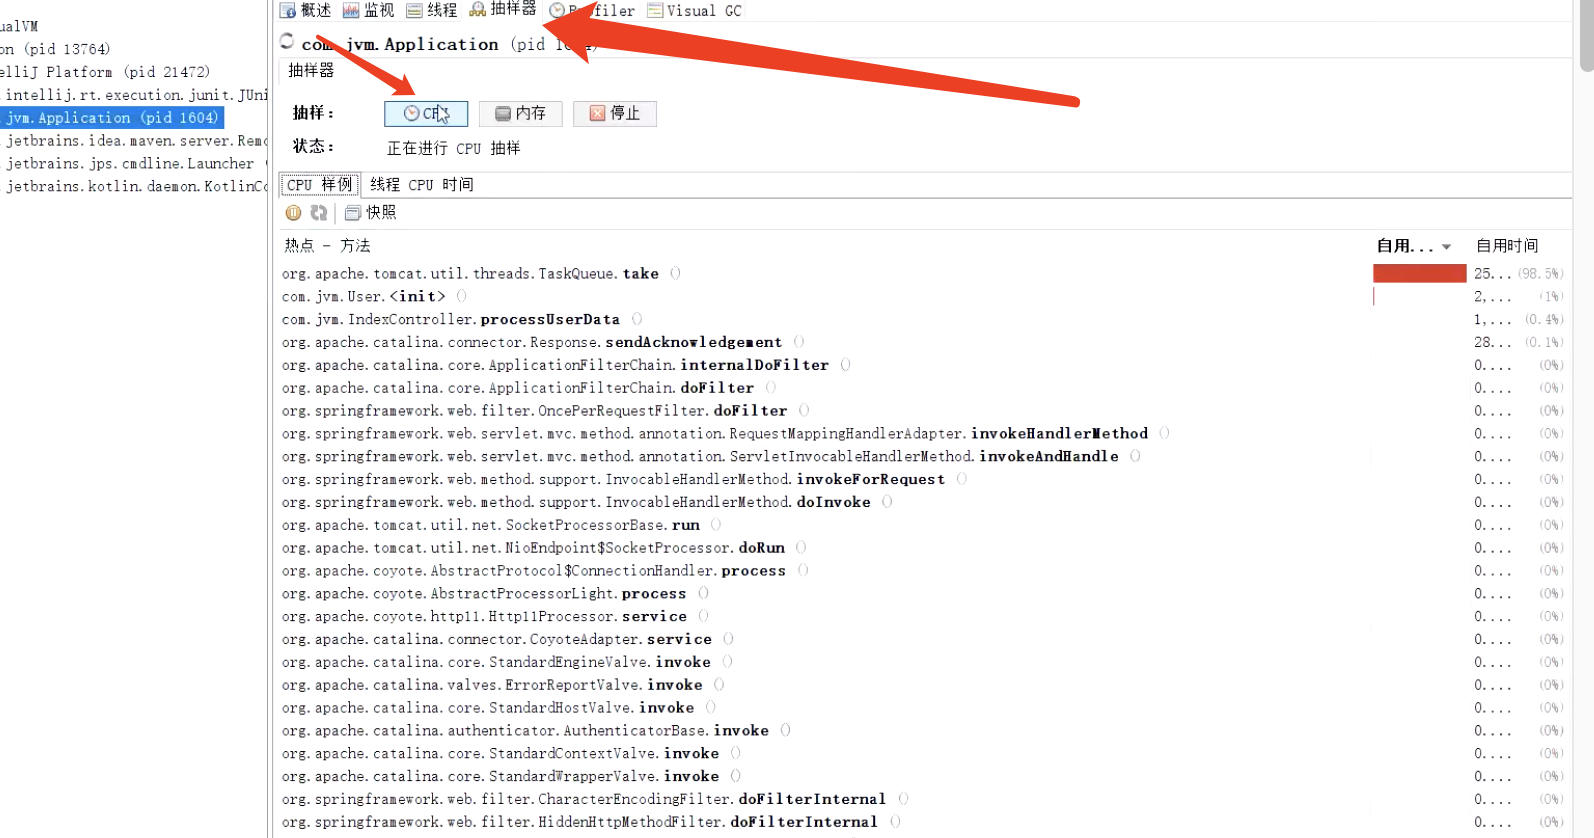 ualVM
on (pid 13764)
elliJ Platform (pid 21472)
.intellij.rt.execution.junit.JUni
.jvm.Application (pid 1604)
.jetbrains.idea.maven.server.Remo
.jetbrains.jps.cmdline.Launcher (
.jetbrains.kotlin.daemon.KotlinCo
概述 监视 线程 抽样器 Profiler Visual GC
com.jvm.Application (pid 1604)
抽样器
抽样： CPU 内存 停止
状态： 正在进行 CPU 抽样
CPU 样例 线程 CPU 时间
快照
热点 - 方法 自用... 自用时间
org.apache.tomcat.util.threads.TaskQueue.take () 25... (98.5%)
com.jvm.User.<init> () 2,... (1%)
com.jvm.IndexController.processUserData () 1,... (0.4%)
org.apache.catalina.connector.Response.sendAcknowledgement () 28... (0.1%)
org.apache.catalina.core.ApplicationFilterChain.internalDoFilter () 0.... (0%)
org.apache.catalina.core.ApplicationFilterChain.doFilter () 0.... (0%)
org.springframework.web.filter.OncePerRequestFilter.doFilter () 0.... (0%)
org.springframework.web.servlet.mvc.method.annotation.RequestMappingHandlerAdapter.invokeHandlerMethod () 0.... (0%)
org.springframework.web.servlet.mvc.method.annotation.ServletInvocableHandlerMethod.invokeAndHandle () 0.... (0%)
org.springframework.web.method.support.InvocableHandlerMethod.invokeForRequest () 0.... (0%)
org.springframework.web.method.support.InvocableHandlerMethod.doInvoke () 0.... (0%)
org.apache.tomcat.util.net.SocketProcessorBase.run () 0.... (0%)
org.apache.tomcat.util.net.NioEndpoint$SocketProcessor.doRun () 0.... (0%)
org.apache.coyote.AbstractProtocol$ConnectionHandler.process () 0.... (0%)
org.apache.coyote.AbstractProcessorLight.process () 0.... (0%)
org.apache.coyote.http11.Http11Processor.service () 0.... (0%)
org.apache.catalina.connector.CoyoteAdapter.service () 0.... (0%)
org.apache.catalina.core.StandardEngineValve.invoke () 0.... (0%)
org.apache.catalina.valves.ErrorReportValve.invoke () 0.... (0%)
org.apache.catalina.core.StandardHostValve.invoke () 0.... (0%)
org.apache.catalina.authenticator.AuthenticatorBase.invoke () 0.... (0%)
org.apache.catalina.core.StandardContextValve.invoke () 0.... (0%)
org.apache.catalina.core.StandardWrapperValve.invoke () 0.... (0%)
org.springframework.web.filter.CharacterEncodingFilter.doFilterInternal () 0.... (0%)
org.springframework.web.filter.HiddenHttpMethodFilter.doFilterInternal () 0.... (0%)